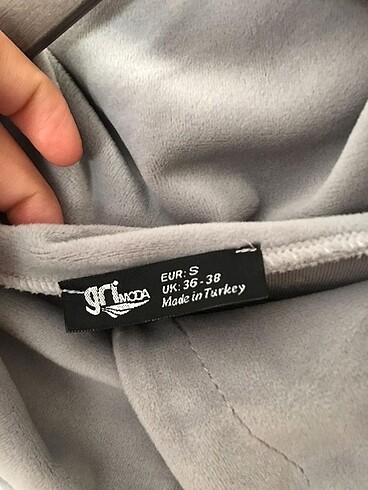 gri MODA
EUR: S
UK: 36-38
Made in Turkey